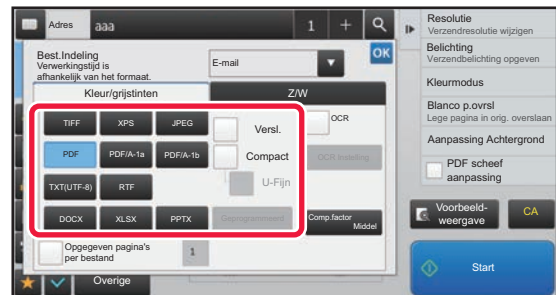 Adres aaa 1 +
Best.Indeling
Verwerkingstijd is
afhankelijk van het formaat.
E-mail
OK
Kleur/grijstinten Z/W
TIFF XPS JPEG Versl. OCR
PDF PDF/A-1a PDF/A-1b Compact OCR Instelling
TXT(UTF-8) RTF U-Fijn
DOCX XLSX PPTX Geprogrammeerd Comp.factor
Middel
Opgegeven pagina's
per bestand
1
Overige
Resolutie
Verzendresolutie wijzigen
Belichting
Verzendbelichting opgeven
Kleurmodus
Blanco p.ovrsl
Lege pagina in orig. overslaan
Aanpassing Achtergrond
PDF scheef
aanpassing
Voorbeeld-
weergave
CA
Start